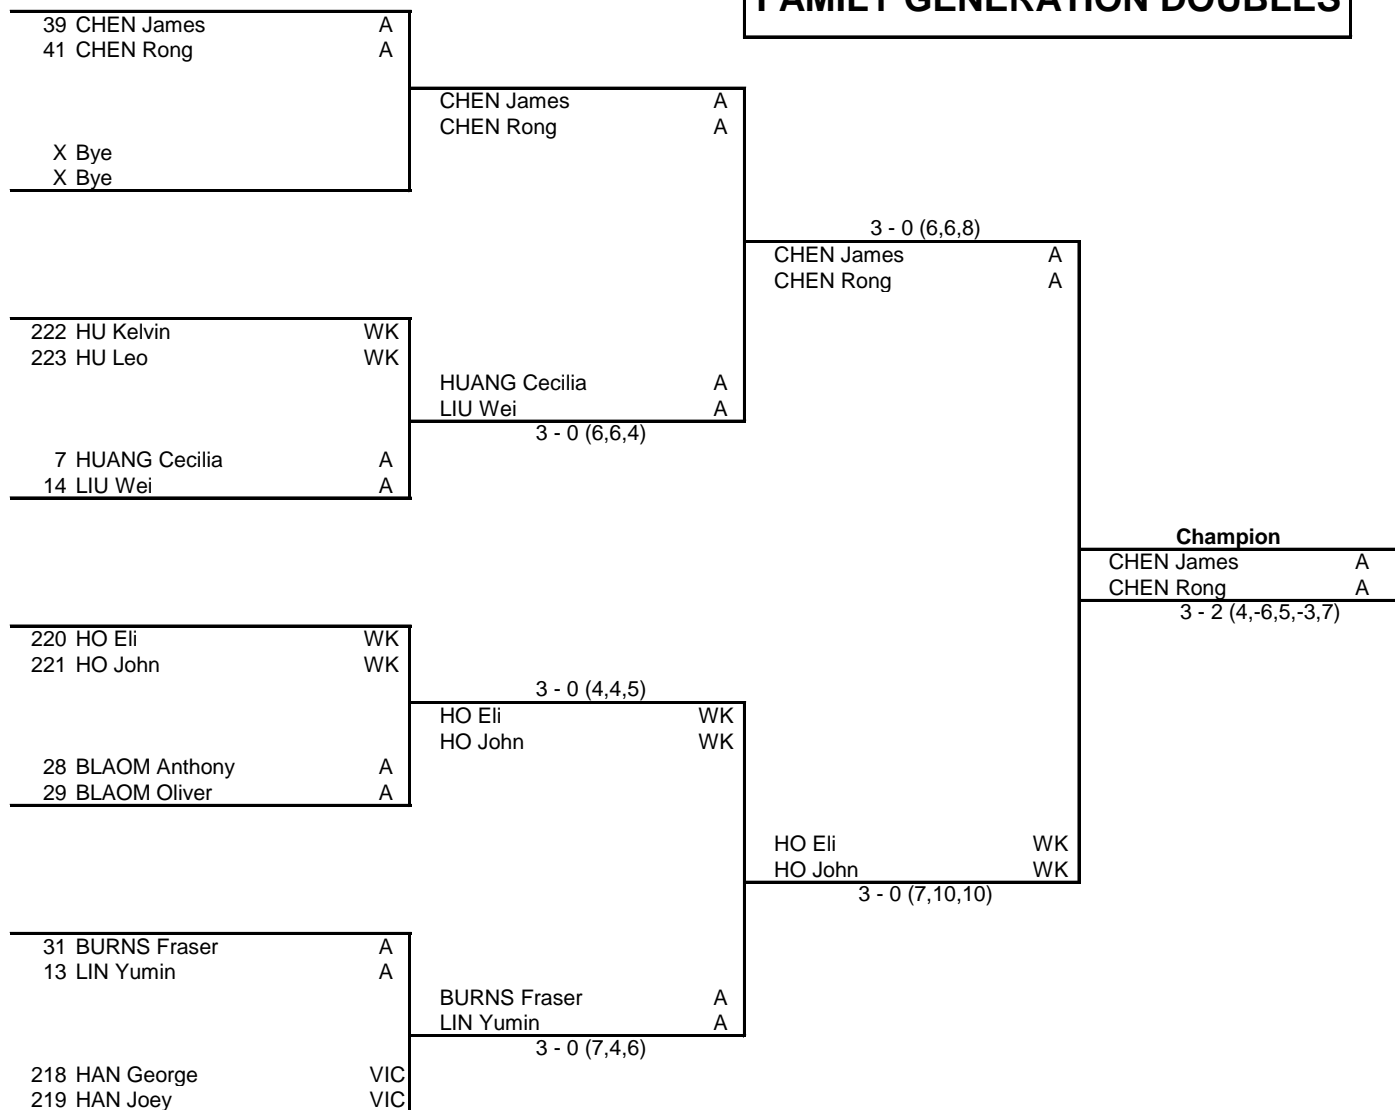 FAMILY GENERATION DOUBLES
39 CHEN James A
41 CHEN Rong A
CHEN James A
CHEN Rong A
X Bye
X Bye
3 - 0 (6,6,8)
CHEN James A
CHEN Rong A
222 HU Kelvin WK
223 HU Leo WK
HUANG Cecilia A
LIU Wei A
3 - 0 (6,6,4)
7 HUANG Cecilia A
14 LIU Wei A
Champion
CHEN James A
CHEN Rong A
3 - 2 (4,-6,5,-3,7)
220 HO Eli WK
221 HO John WK
3 - 0 (4,4,5)
HO Eli WK
HO John WK
28 BLAOM Anthony A
29 BLAOM Oliver A
HO Eli WK
HO John WK
3 - 0 (7,10,10)
31 BURNS Fraser A
13 LIN Yumin A
BURNS Fraser A
LIN Yumin A
3 - 0 (7,4,6)
218 HAN George VIC
219 HAN Joey VIC